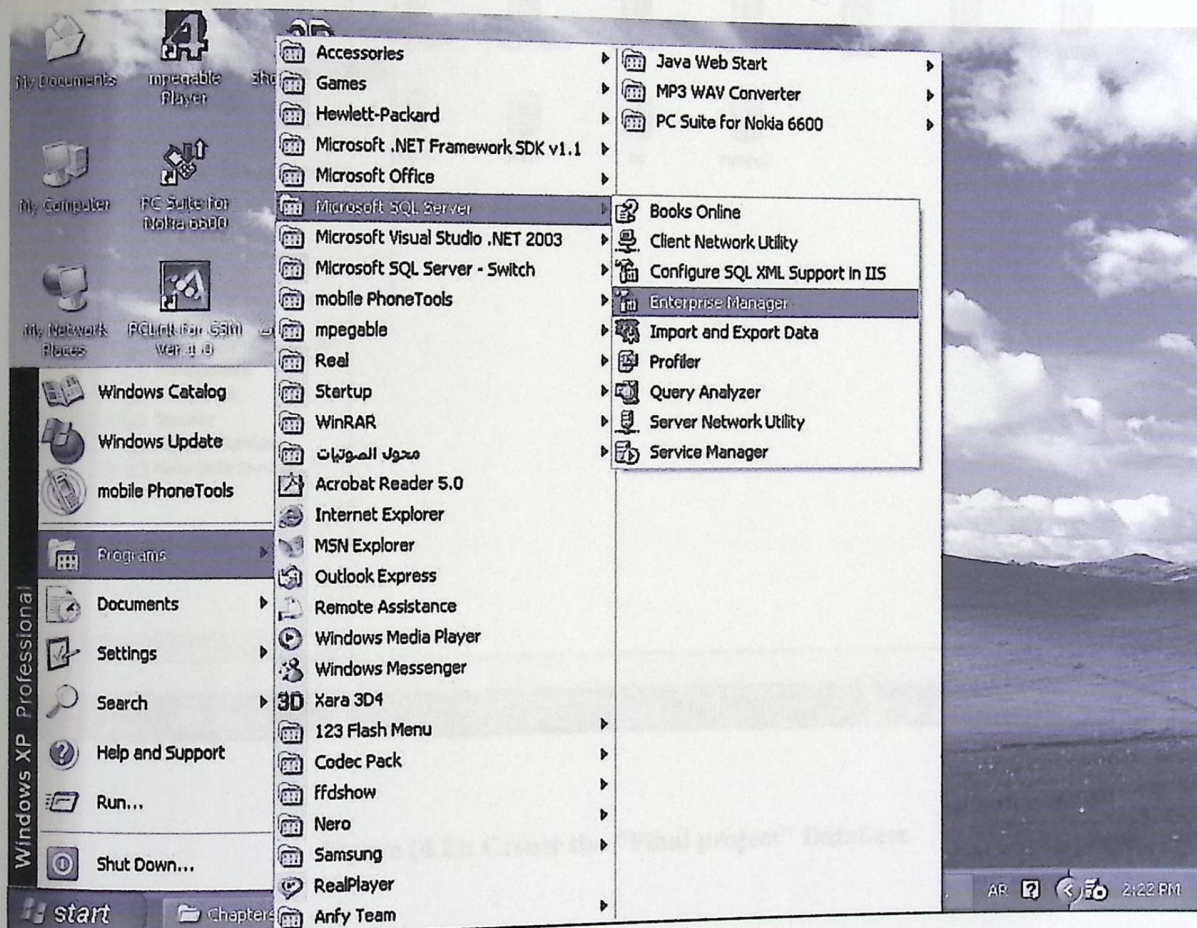 My Documents
mpegable
Player
My Computer
PC Suite for
Nokia 6600
My Network
Places
PCLink for GSM
Ver 4.0
Windows Catalog
Windows Update
mobile PhoneTools
Programs
Documents
Settings
Search
Help and Support
Run...
Shut Down...
Windows XP Professional
Accessories
Games
Hewlett-Packard
Microsoft .NET Framework SDK v1.1
Microsoft Office
Microsoft SQL Server
Microsoft Visual Studio .NET 2003
Microsoft SQL Server - Switch
mobile PhoneTools
mpegable
Real
Startup
WinRAR
محول الصوتيات
Acrobat Reader 5.0
Internet Explorer
MSN Explorer
Outlook Express
Remote Assistance
Windows Media Player
Windows Messenger
3D Xara 3D4
123 Flash Menu
Codec Pack
ffdshow
Nero
Samsung
RealPlayer
Anfy Team
Java Web Start
MP3 WAV Converter
PC Suite for Nokia 6600
Books Online
Client Network Utility
Configure SQL XML Support in IIS
Enterprise Manager
Import and Export Data
Profiler
Query Analyzer
Server Network Utility
Service Manager
start
Chapters
AR
2:22 PM
(4.2): Create the "Final project" Database